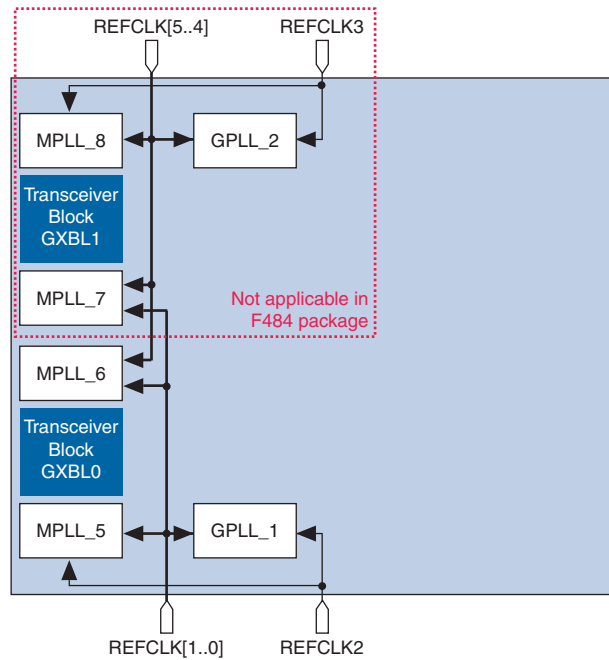 REFCLK[5..4]
REFCLK3
MPLL_8
GPLL_2
Transceiver
Block
GXBL1
MPLL_7
Not applicable in
F484 package
MPLL_6
Transceiver
Block
GXBL0
MPLL_5
GPLL_1
REFCLK[1..0]
REFCLK2